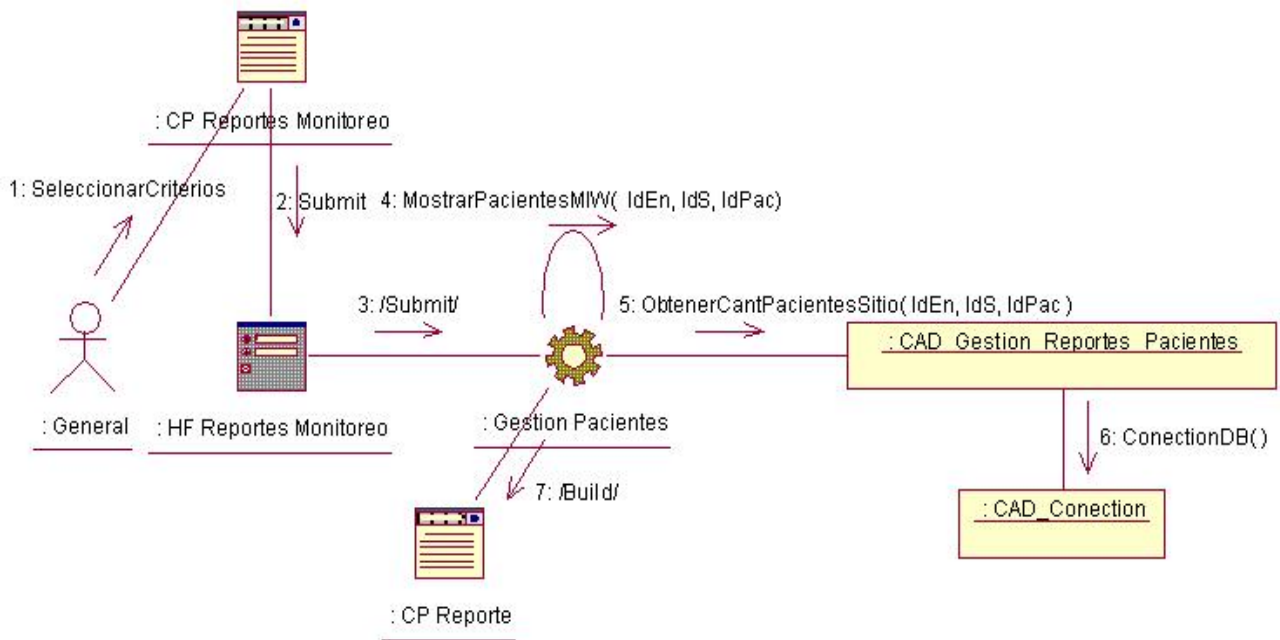 : CP Reportes Monitoreo
1: SeleccionarCriterios
2: Submit
4: MostrarPacientesMIW( IdEn, IdS, IdPac)
3: /Submit/
5: ObtenerCantPacientesSitio( IdEn, IdS, IdPac )
: CAD_Gestion_Reportes_Pacientes
: General
: HF Reportes Monitoreo
: Gestion Pacientes
6: ConectionDB()
7: /Build/
: CAD_Conection
: CP Reporte